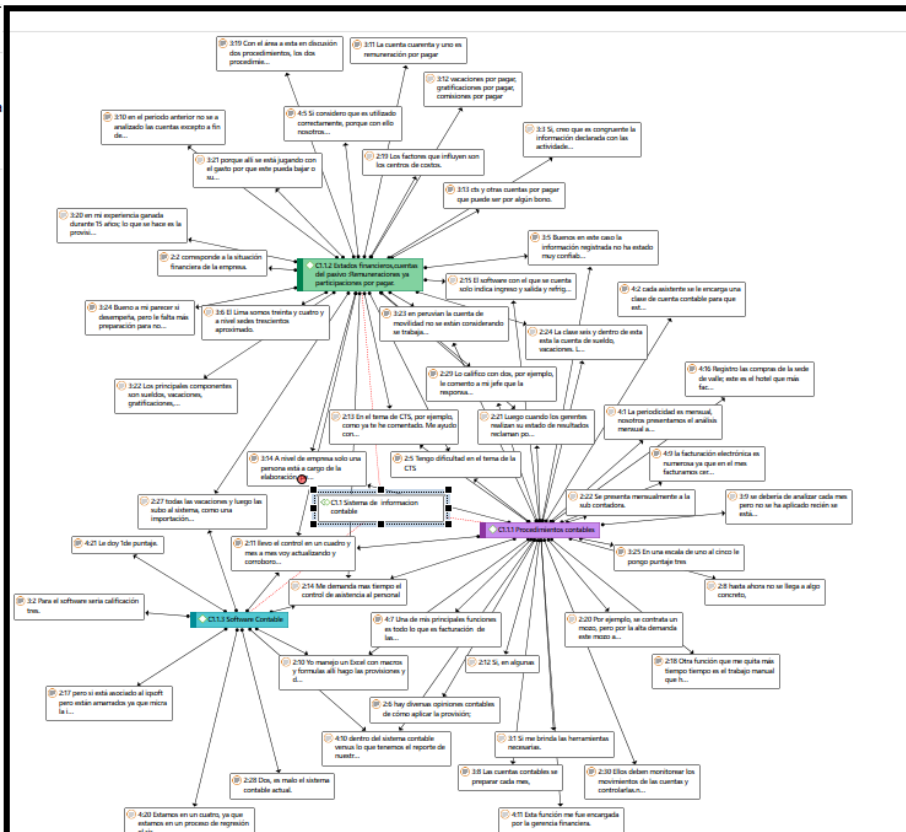 3:19 Con el área a esta en discusión
dos procedimientos, los dos
procedimie...
3:11 La cuenta cuarenta y uno es
remuneración por pagar
3:12 vacaciones por pagar,
gratificaciones por pagar,
comisiones por pagar
3:10 en el periodo anterior no se a
analizado las cuentas excepto a fin
de...
4:5 Si considero que es utilizado
correctamente, porque con ello
nosotros...
3:3 Si, creo que es congruente la
información declarada con las
actividade...
3:21 porque allí se está jugando con
el gasto por que este pueda bajar o
su...
2:19 Los factores que influyen son
los centros de costos.
3:13 cts y otras cuentas por pagar
que puede ser por algún bono.
3:20 en mi experiencia ganada
durante 15 años; lo que se hace es la
provisi...
3:5 Buenos en este caso la
información registrada no ha estado
muy confiab...
2:2 corresponde a la situación
financiera de la empresa.
C1.1.2 Estados financieros,cuentas
del pasivo :Remuneraciones ya
participaciones por pagar.
2:15 El software con el que se cuenta
solo indica ingreso y salida y refrig...
4:2 cada asistente se le encarga una
clase de cuenta contable para que
est...
3:24 Bueno a mi parecer si
desempeña, pero le falta más
preparación para no...
3:6 El Lima somos treinta y cuatro y
a nivel sedes trescientos
aproximado.
3:23 en peruvian la cuenta de
movilidad no se están considerando
se trabaja...
2:24 La clase seis y dentro de esta
esta la cuenta de sueldo,
vacaciones. L...
3:22 Los principales componentes
son sueldos, vacaciones,
gratificaciones,...
2:29 Lo califico con dos, por ejemplo,
le comento a mi jefe que la
responsa...
4:16 Registro las compras de la sede
de valle; este es el hotel que más
fac...
2:13 En el tema de CTS, por ejemplo,
como ya te he comentado. Me ayudo
con...
2:21 Luego cuando los gerentes
realizan su estado de resultados
reclaman po...
4:1 La periodicidad es mensual,
nosotros presentamos el análisis
mensual a...
3:14 A nivel de empresa solo una
persona está a cargo de la
elaboración
2:5 Tengo dificultad en el tema de la
CTS
4:9 la facturación electrónica es
numerosa ya que en el mes
facturamos cer...
2:27 todas las vacaciones y luego las
subo al sistema, como una
importación...
C1.1 Sistema de informacion
contable
2:22 Se presenta mensualmente a la
sub contadora.
3:9 se debería de analizar cada mes
pero no se ha aplicado recién se
está...
C1.1.1 Procedimientos contables
4:21 Le doy 1de puntaje.
2:11 llevo el control en un cuadro y
mes a mes voy actualizando y
corroboro...
3:25 En una escala de uno al cinco le
pongo puntaje tres
2:14 Me demanda mas tiempo el
control de asistencia al personal
2:8 hasta ahora no se llega a algo
concreto,
3:2 Para el software seria calificación
tres.
C1.1.3 Software Contable
4:7 Una de mis principales funciones
es todo lo que es facturación de
las...
2:20 Por ejemplo, se contrata un
mozo, pero por la alta demanda
este mozo a...
2:10 Yo manejo un Excel con macros
y formulas allí hago las provisiones y
d...
2:12 Si, en algunas
2:18 Otra función que me quita más
tiempo tiempo es el trabajo manual
que h...
2:17 pero si está asociado al iqsoft
pero están amarrados ya que micra
la i...
2:6 hay diversas opiniones contables
de cómo aplicar la provisión;
4:10 dentro del sistema contable
versus lo que tenemos el reporte de
nuestr...
3:1 Si me brinda las herramientas
necesarias.
2:28 Dos, es malo el sistema
contable actual.
3:8 Las cuentas contables se
preparar cada mes,
2:30 Ellos deben monitorear los
movimientos de las cuentas y
controlarlas.n...
4:20 Estamos en un cuatro, ya que
estamos en un proceso de regresión
4:11 Esta función me fue encargada
por la gerencia financiera.